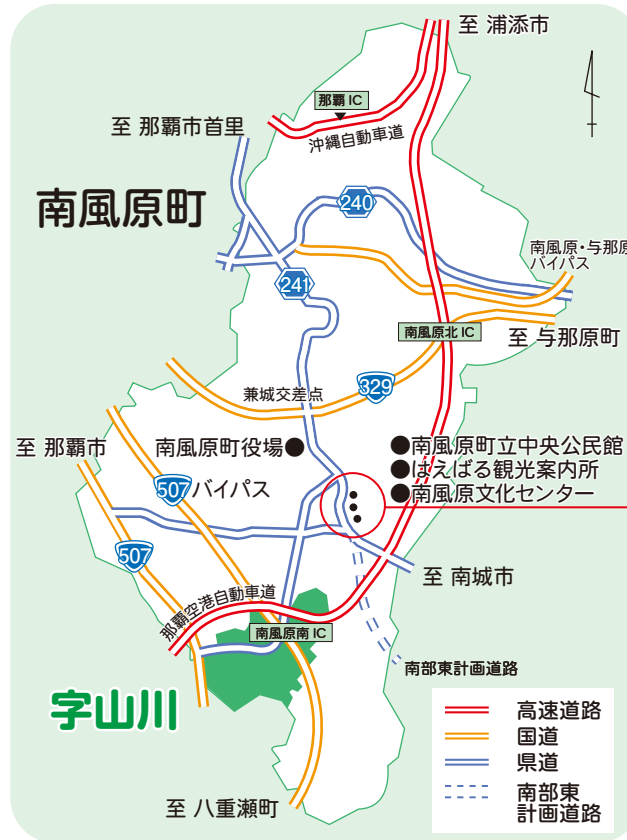 至 浦添市
那覇 IC
沖縄自動車道
至 那覇市首里
南風原町
240
241
南風原・与那原
バイパス
南風原北 IC
至 与那原町
兼城交差点
329
至 那覇市
南風原町役場
南風原町立中央公民館
はえばる観光案内所
南風原文化センター
507
バイパス
507
至 南城市
那覇空港自動車道
南風原南 IC
南部東計画道路
字山川
至 八重瀬町
高速道路
国道
県道
南部東
計画道路